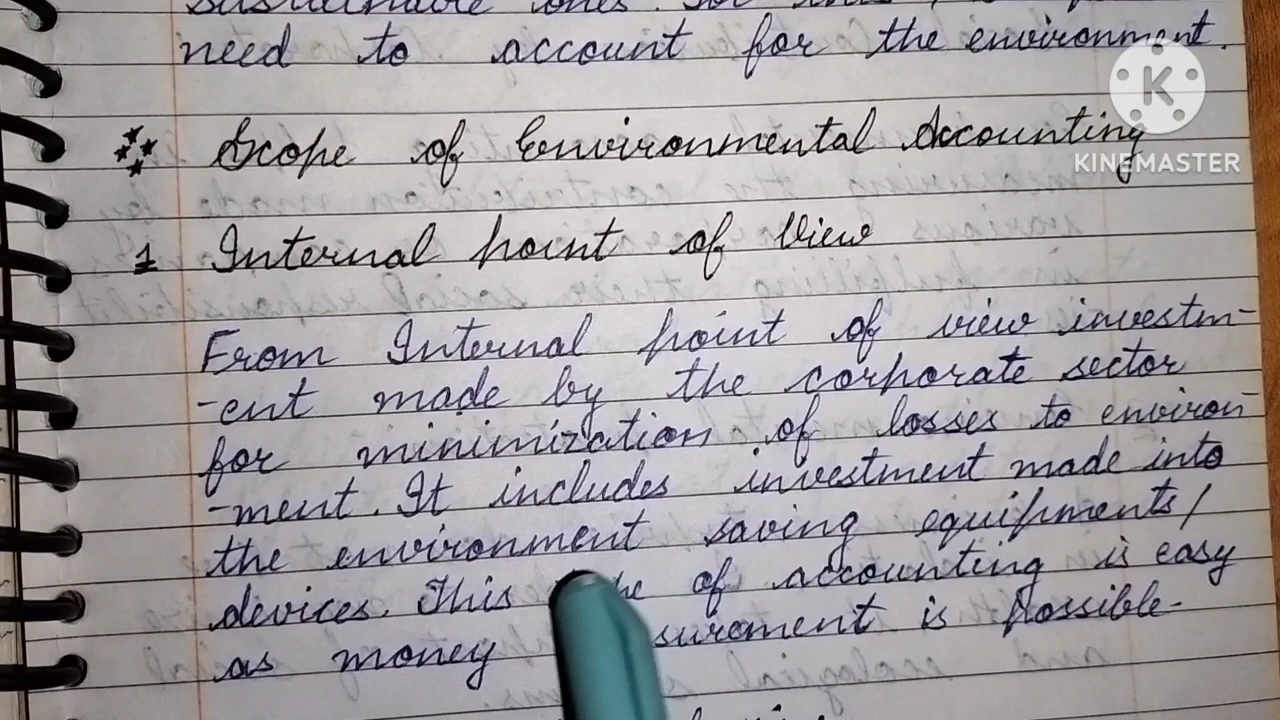 need to account for the environment.
Scope of Environmental Accounting
1 Internal point of View
From Internal point of view investm-
-ent made by the corporate sector
for minimization of losses to environ-
-ment. It includes investment made into
the environment saving equipments/
devices. This of accounting is easy
as money surement is possible.
K
KINEMASTER